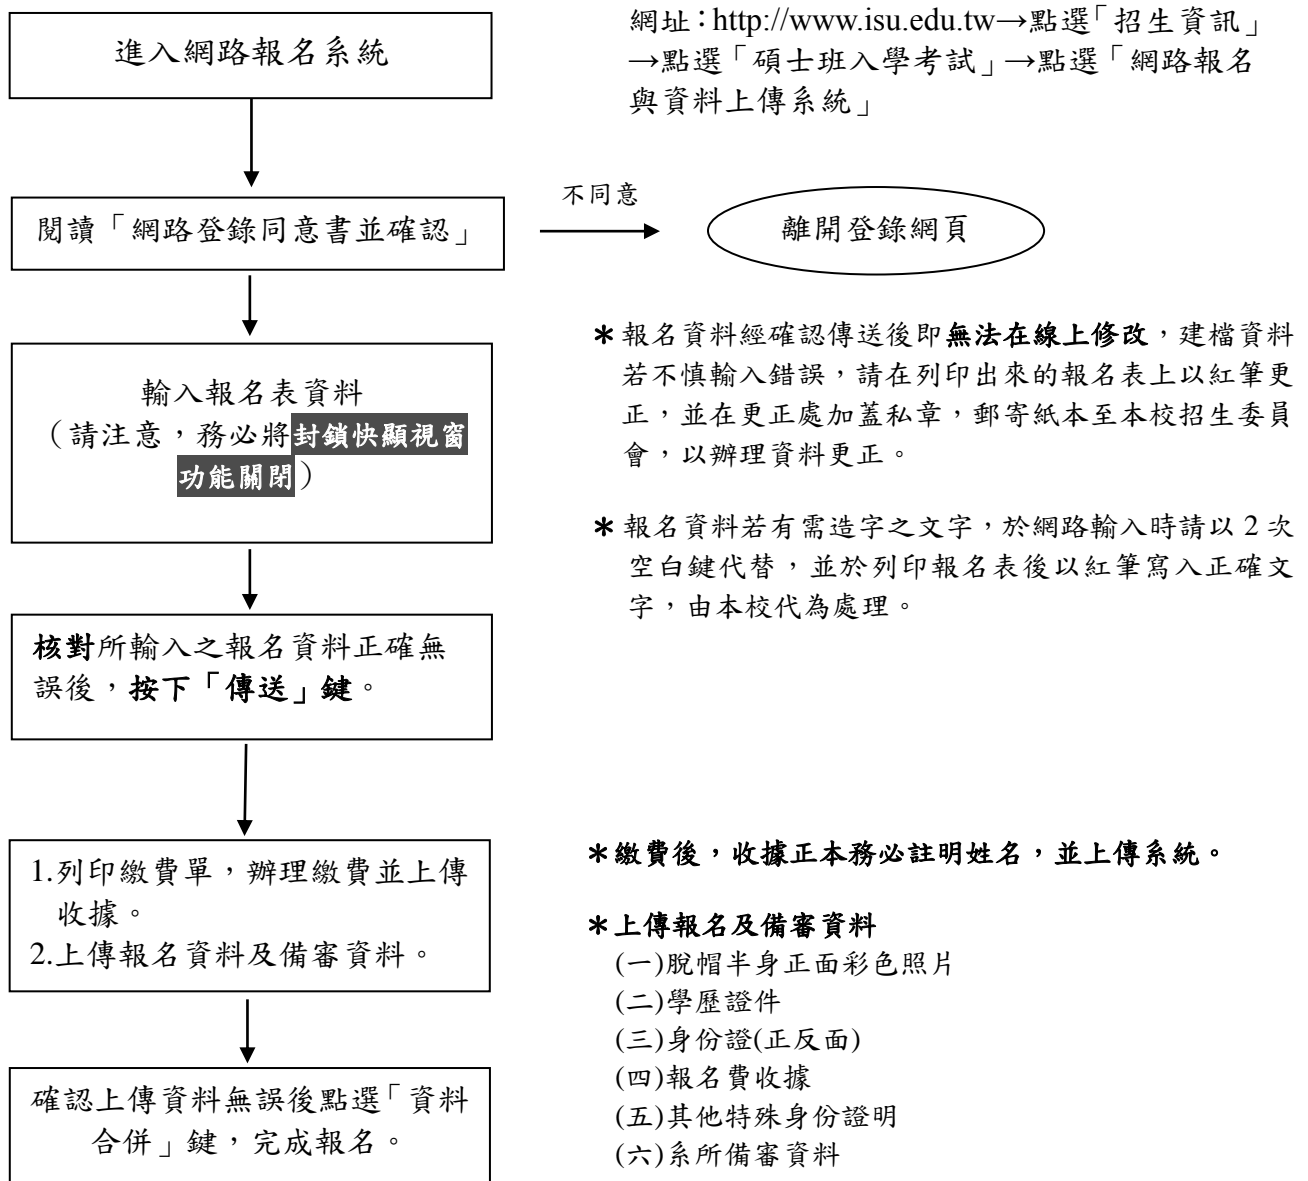 進入網路報名系統
網址：http://www.isu.edu.tw→點選「招生資訊」
→點選「碩士班入學考試」→點選「網路報名
與資料上傳系統」
閱讀「網路登錄同意書並確認」
不同意
離開登錄網頁
輸入報名表資料
（請注意，務必將封鎖快顯視窗
功能關閉）
＊報名資料經確認傳送後即無法在線上修改，建檔資料
若不慎輸入錯誤，請在列印出來的報名表上以紅筆更
正，並在更正處加蓋私章，郵寄紙本至本校招生委員
會，以辦理資料更正。
＊報名資料若有需造字之文字，於網路輸入時請以 2 次
空白鍵代替，並於列印報名表後以紅筆寫入正確文
字，由本校代為處理。
核對所輸入之報名資料正確無
誤後，按下「傳送」鍵。
1.列印繳費單，辦理繳費並上傳
收據。
2.上傳報名資料及備審資料。
＊繳費後，收據正本務必註明姓名，並上傳系統。
＊上傳報名及備審資料
(一)脫帽半身正面彩色照片
(二)學歷證件
(三)身份證(正反面)
(四)報名費收據
(五)其他特殊身份證明
(六)系所備審資料
確認上傳資料無誤後點選「資料
合併」鍵，完成報名。